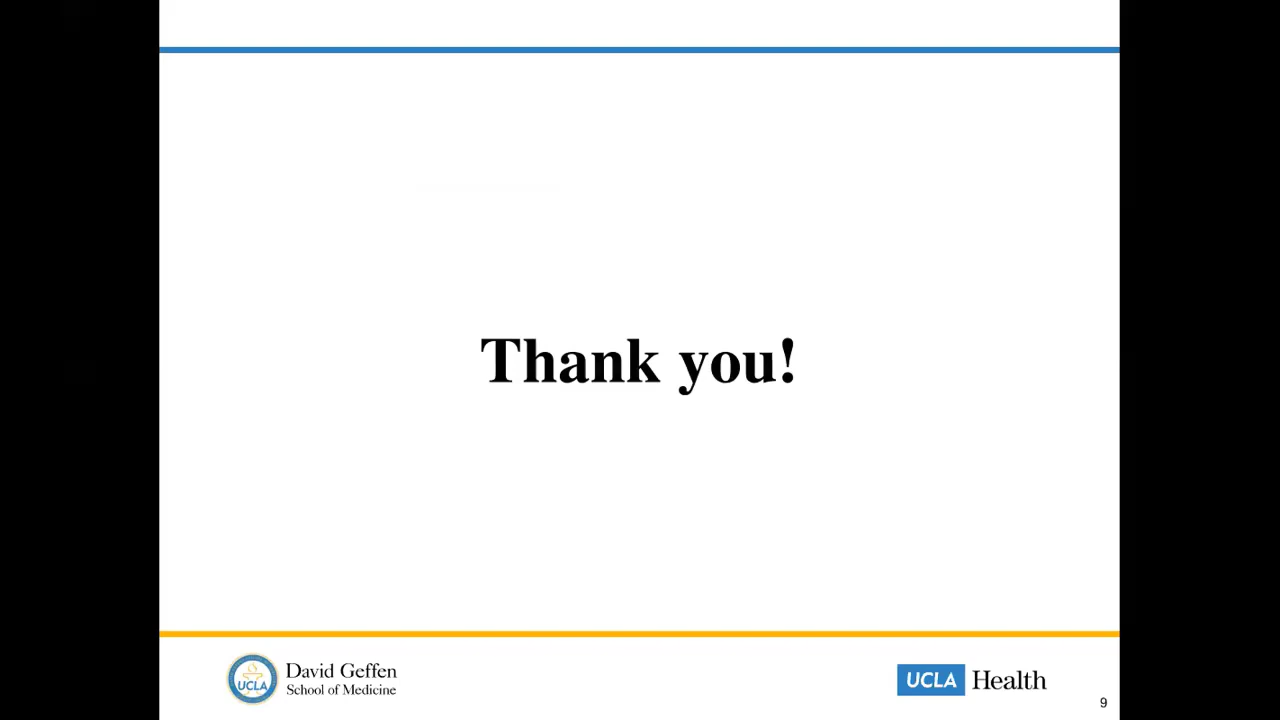 Thank you!
UCLA
David Geffen
School of Medicine
UCLA Health
9